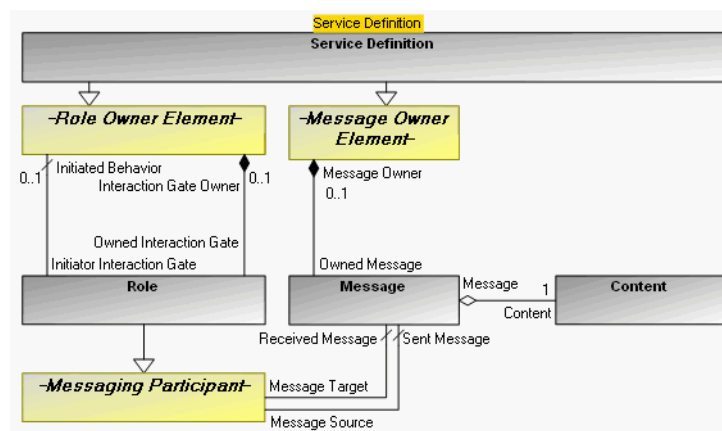 Service Definition
Service Definition
Role Owner Element
Message Owner
Element
Initiated Behavior
0..1
Interaction Gate Owner
0..1
Message Owner
0..1
Owned Interaction Gate
Initiator Interaction Gate
Owned Message
Role
Message
Message
1
Content
Content
Received Message
Sent Message
Messaging Participant
Message Target
Message Source